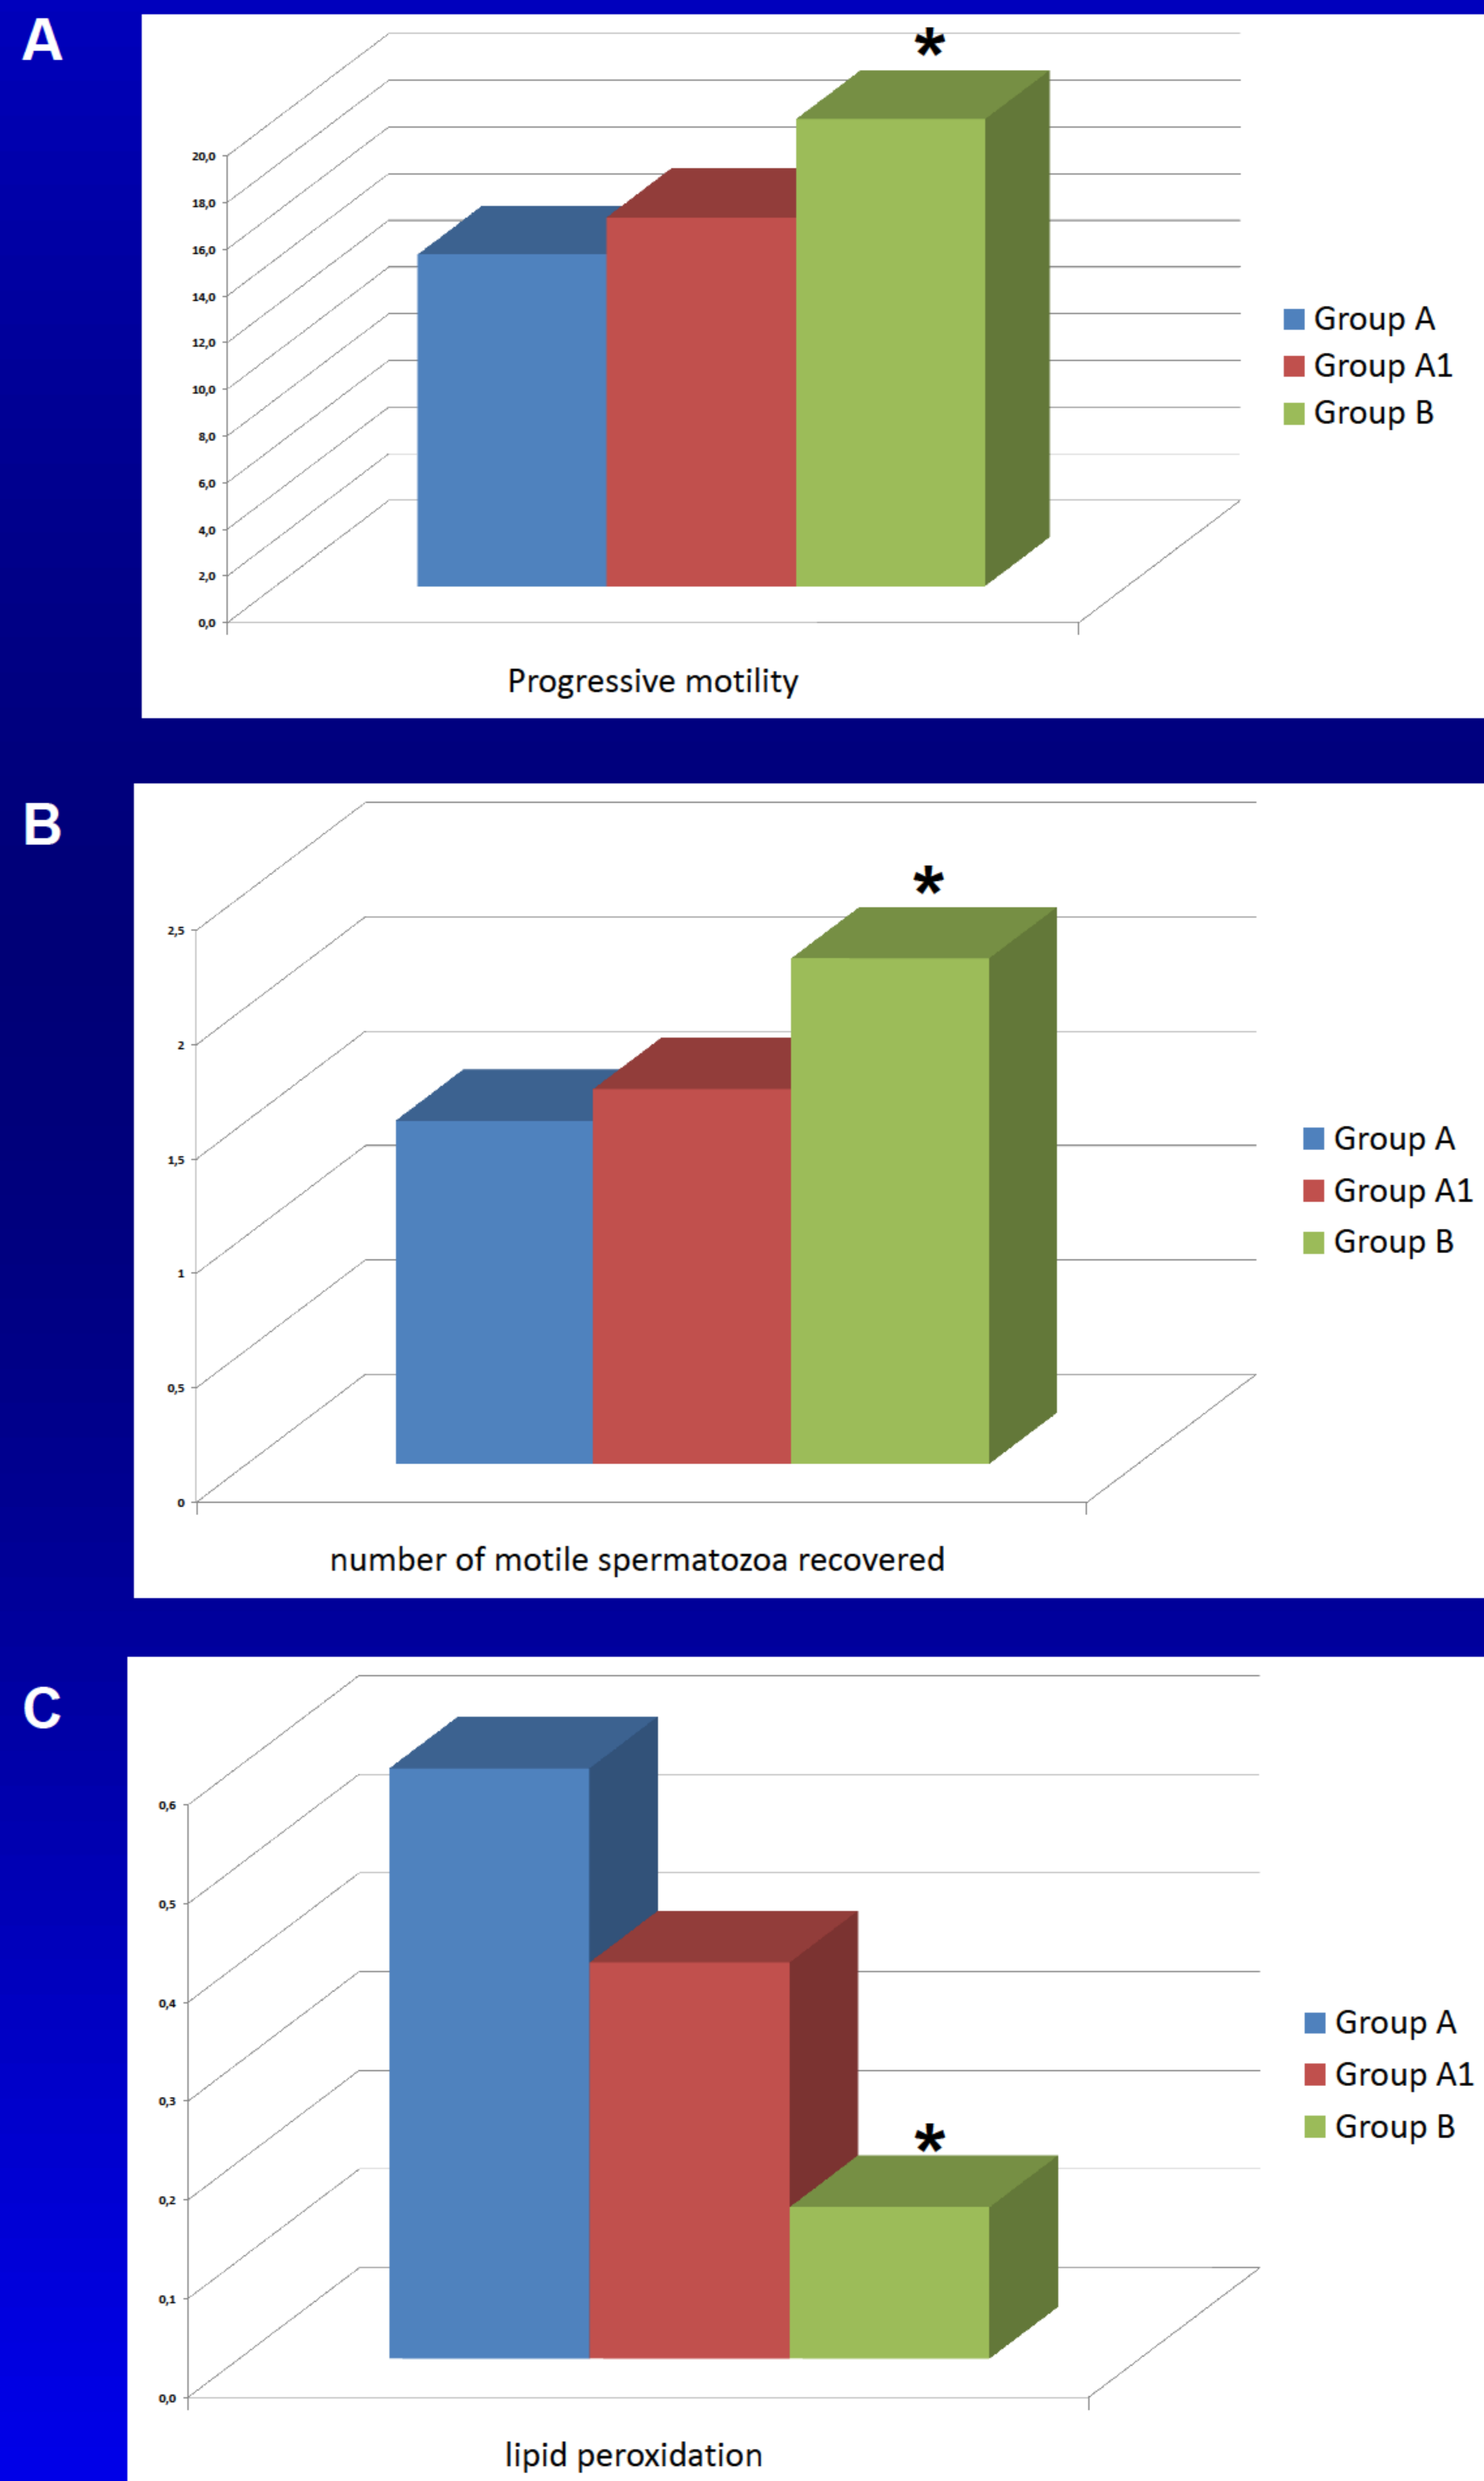 A
*
20,0
18,0
16,0
14,0
12,0
10,0
8,0
6,0
4,0
2,0
0,0
Group A
Group A1
Group B
Progressive motility
B
*
2,5
2
1,5
1
0,5
0
Group A
Group A1
Group B
number of motile spermatozoa recovered
C
0,6
0,5
0,4
0,3
0,2
0,1
0,0
*
Group A
Group A1
Group B
lipid peroxidation